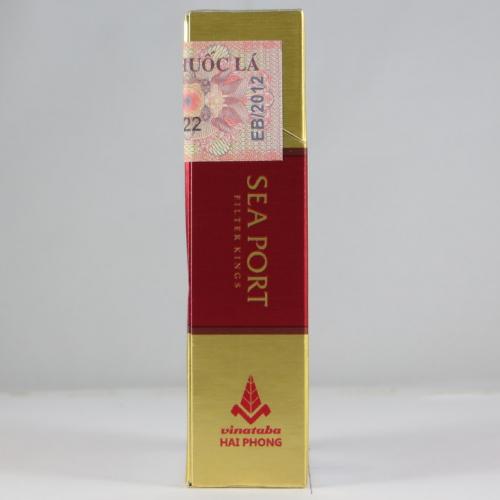 HUỐC LÁ
22
EB/2012
SEA PORT
FILTER KINGS
vinataba
HAI PHONG